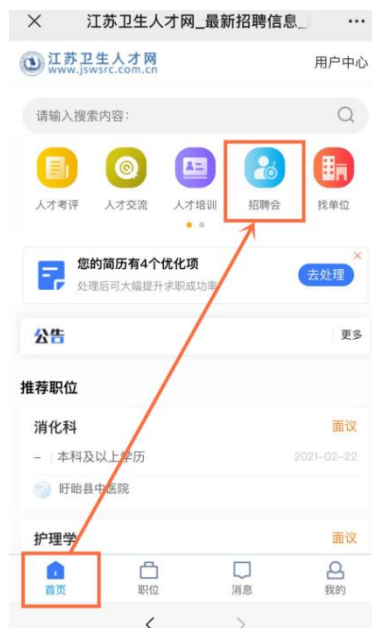 江苏卫生人才网_最新招聘信息_
江苏卫生人才网
www.jswsrc.com.cn
用户中心
请输入搜索内容：
人才考评 人才交流 人才培训 招聘会 找单位
您的简历有4个优化项
处理后可大幅提升求职成功率
去处理
公告
更多
推荐职位
消化科 面议
- 本科及以上学历 2021-02-22
盱眙县中医院
护理学 面议
首页 职位 消息 我的